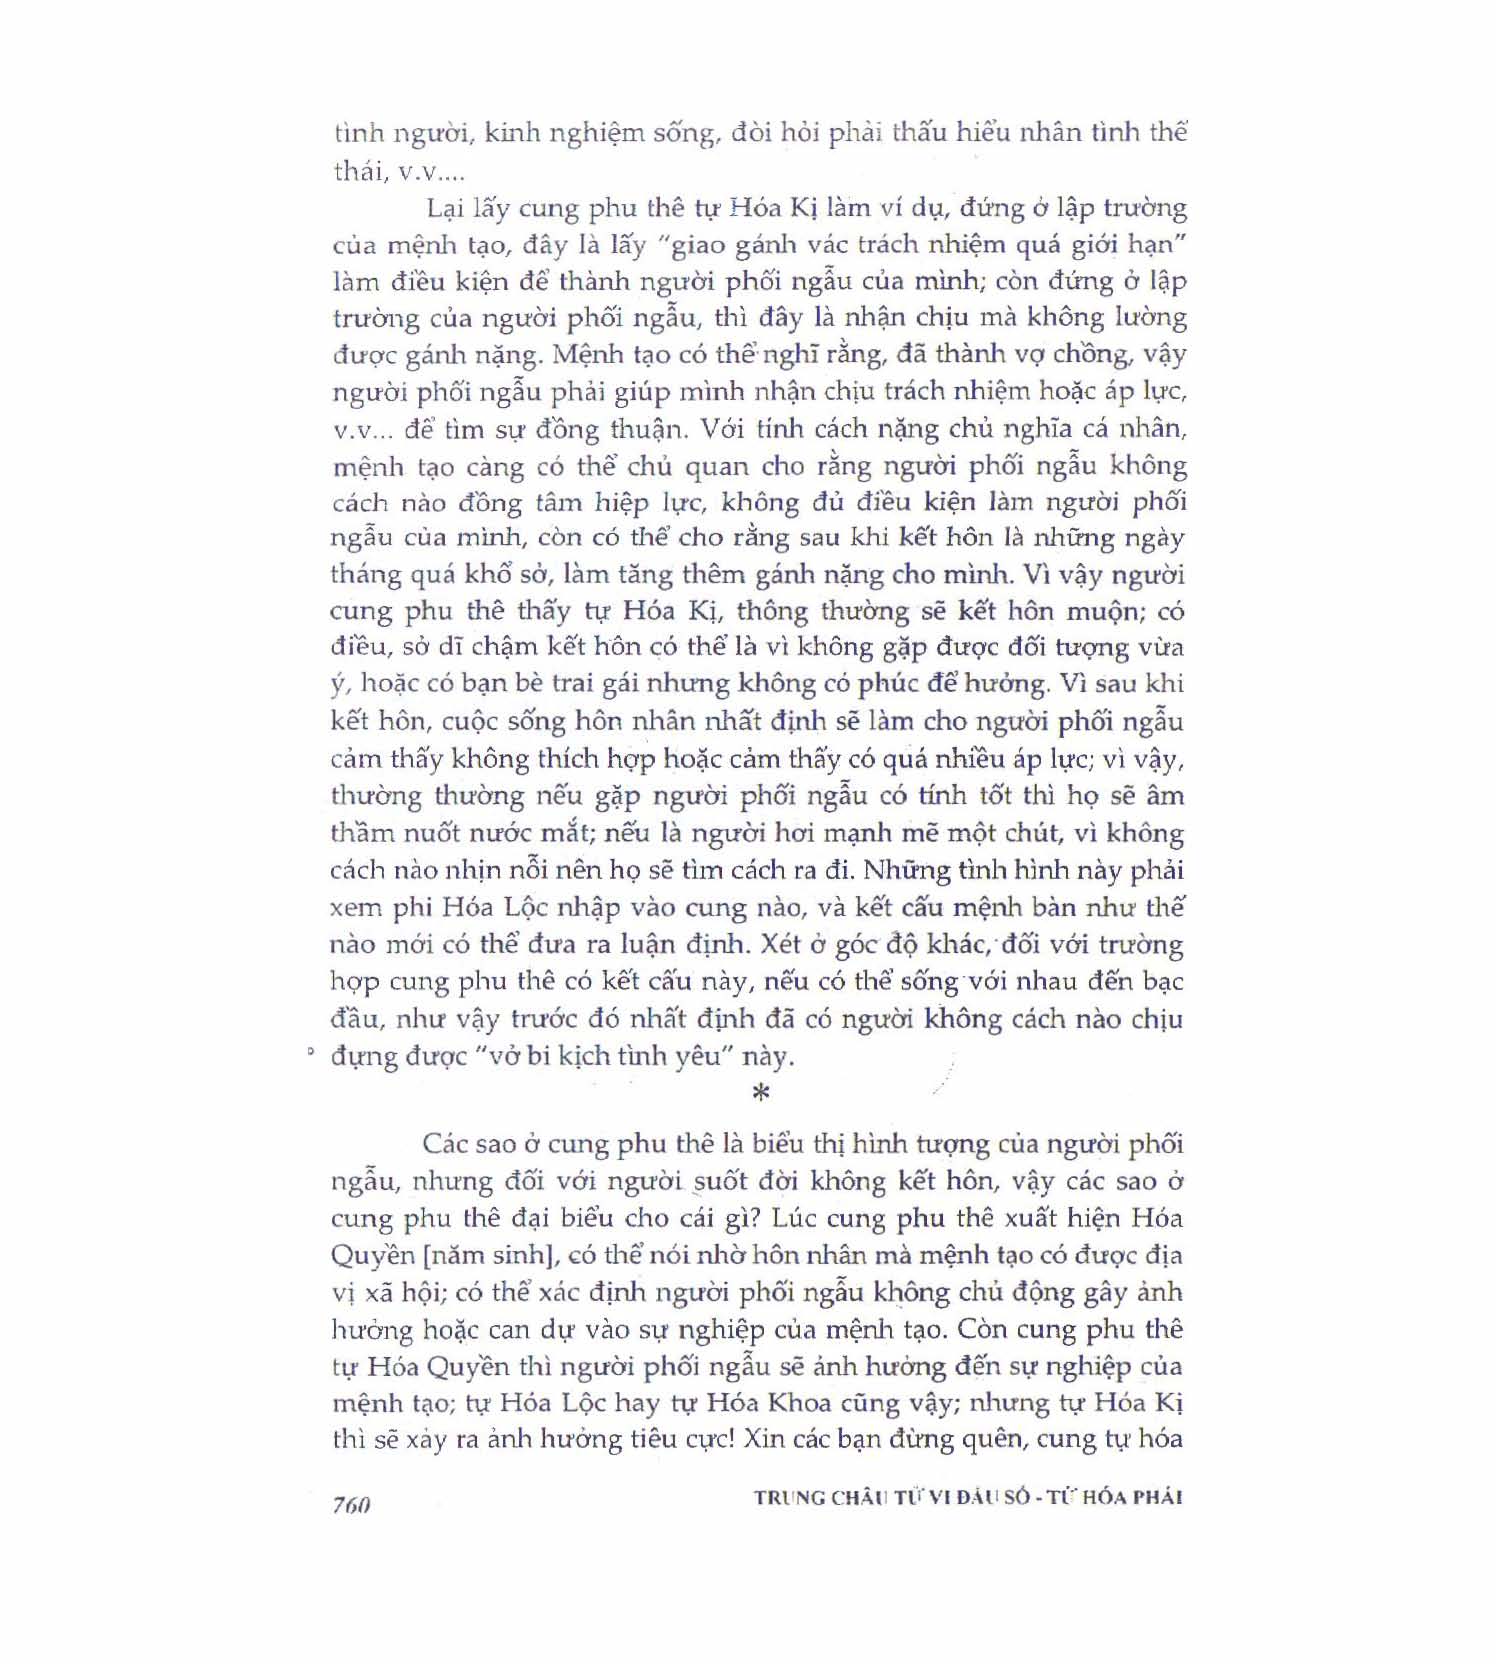 tình người, kinh nghiệm sống, đòi hỏi phải thấu hiểu nhân tình thế
thái, v.v....
Lại lấy cung phu thê tự Hóa Kị làm ví dụ, đứng ở lập trường
của mệnh tạo, đây là lấy "giao gánh vác trách nhiệm quá giới hạn"
làm điều kiện để thành người phối ngẫu của mình; còn đứng ở lập
trường của người phối ngẫu, thì đây là nhận chịu mà không lường
được gánh nặng. Mệnh tạo có thể nghĩ rằng, đã thành vợ chồng, vậy
người phối ngẫu phải giúp mình nhận chịu trách nhiệm hoặc áp lực,
v.v... để tìm sự đồng thuận. Với tính cách nặng chủ nghĩa cá nhân,
mệnh tạo càng có thể chủ quan cho rằng người phối ngẫu không
cách nào đồng tâm hiệp lực, không đủ điều kiện làm người phối
ngẫu của mình, còn có thể cho rằng sau khi kết hôn là những ngày
tháng quá khổ sở, làm tăng thêm gánh nặng cho mình. Vì vậy người
cung phu thê thấy tự Hóa Kị, thông thường sẽ kết hôn muộn; có
điều, sở dĩ chậm kết hôn có thể là vì không gặp được đối tượng vừa
ý, hoặc có bạn bè trai gái nhưng không có phúc để hưởng. Vì sau khi
kết hôn, cuộc sống hôn nhân nhất định sẽ làm cho người phối ngẫu
cảm thấy không thích hợp hoặc cảm thấy có quá nhiều áp lực; vì vậy,
thường thường nếu gặp người phối ngẫu có tính tốt thì họ sẽ âm
thầm nuốt nước mắt; nếu là người hơi mạnh mẽ một chút, vì không
cách nào nhịn nỗi nên họ sẽ tìm cách ra đi. Những tình hình này phải
xem phi Hóa Lộc nhập vào cung nào, và kết cấu mệnh bàn như thế
nào mới có thể đưa ra luận định. Xét ở góc độ khác, đối với trường
hợp cung phu thê có kết cấu này, nếu có thể sống với nhau đến bạc
đầu, như vậy trước đó nhất định đã có người không cách nào chịu
đựng được "vở bi kịch tình yêu" này.
*
Các sao ở cung phu thê là biểu thị hình tượng của người phối
ngẫu, nhưng đối với người suốt đời không kết hôn, vậy các sao ở
cung phu thê đại biểu cho cái gì? Lúc cung phu thê xuất hiện Hóa
Quyền [năm sinh], có thể nói nhờ hôn nhân mà mệnh tạo có được địa
vị xã hội; có thể xác định người phối ngẫu không chủ động gây ảnh
hưởng hoặc can dự vào sự nghiệp của mệnh tạo. Còn cung phu thê
tự Hóa Quyền thì người phối ngẫu sẽ ảnh hưởng đến sự nghiệp của
mệnh tạo; tự Hóa Lộc hay tự Hóa Khoa cũng vậy; nhưng tự Hóa Kị
thì sẽ xảy ra ảnh hưởng tiêu cực! Xin các bạn đừng quên, cung tự hóa
760
TRUNG CHÂU TỬ VI ĐẨU SỐ - TỨ HÓA PHÁI